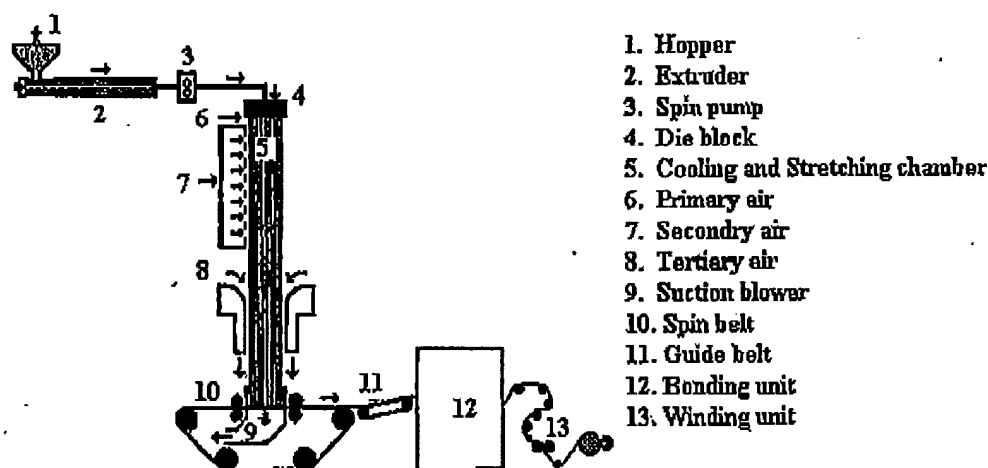 1
3
2
4
6
5
7
8
10
9
11
12
13
1. Hopper
2. Extruder
3. Spin pump
4. Die block
5. Cooling and Stretching chamber
6. Primary air
7. Secondry air
8. Tertiary air
9. Suction blower
10. Spin belt
11. Guide belt
12. Bonding unit
13. Winding unit